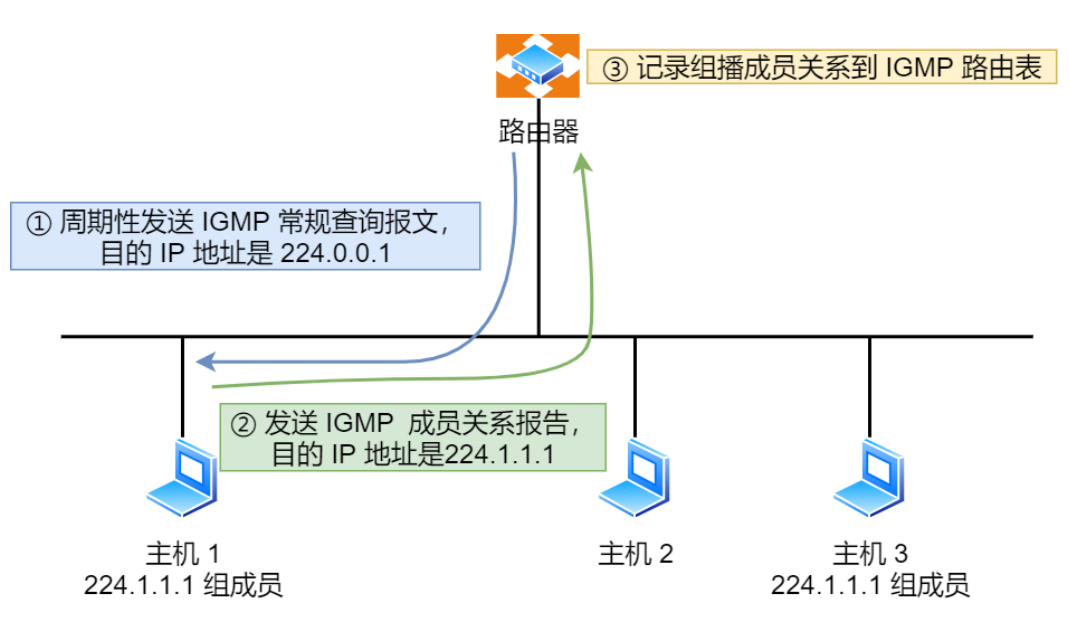 ③ 记录组播成员关系到 IGMP 路由表
路由器
① 周期性发送 IGMP 常规查询报文,
目的 IP 地址是 224.0.0.1
② 发送 IGMP 成员关系报告,
目的 IP 地址是224.1.1.1
主机 1
224.1.1.1 组成员
主机 2
主机 3
224.1.1.1 组成员